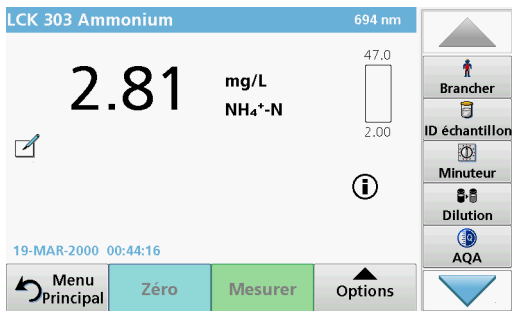 LCK 303 Ammonium 694 nm
2.81 mg/L
NH₄⁺-N
47.0
2.00
19-MAR-2000 00:44:16
Menu Principal
Zéro
Mesurer
Options
Brancher
ID échantillon
Minuteur
Dilution
AQA